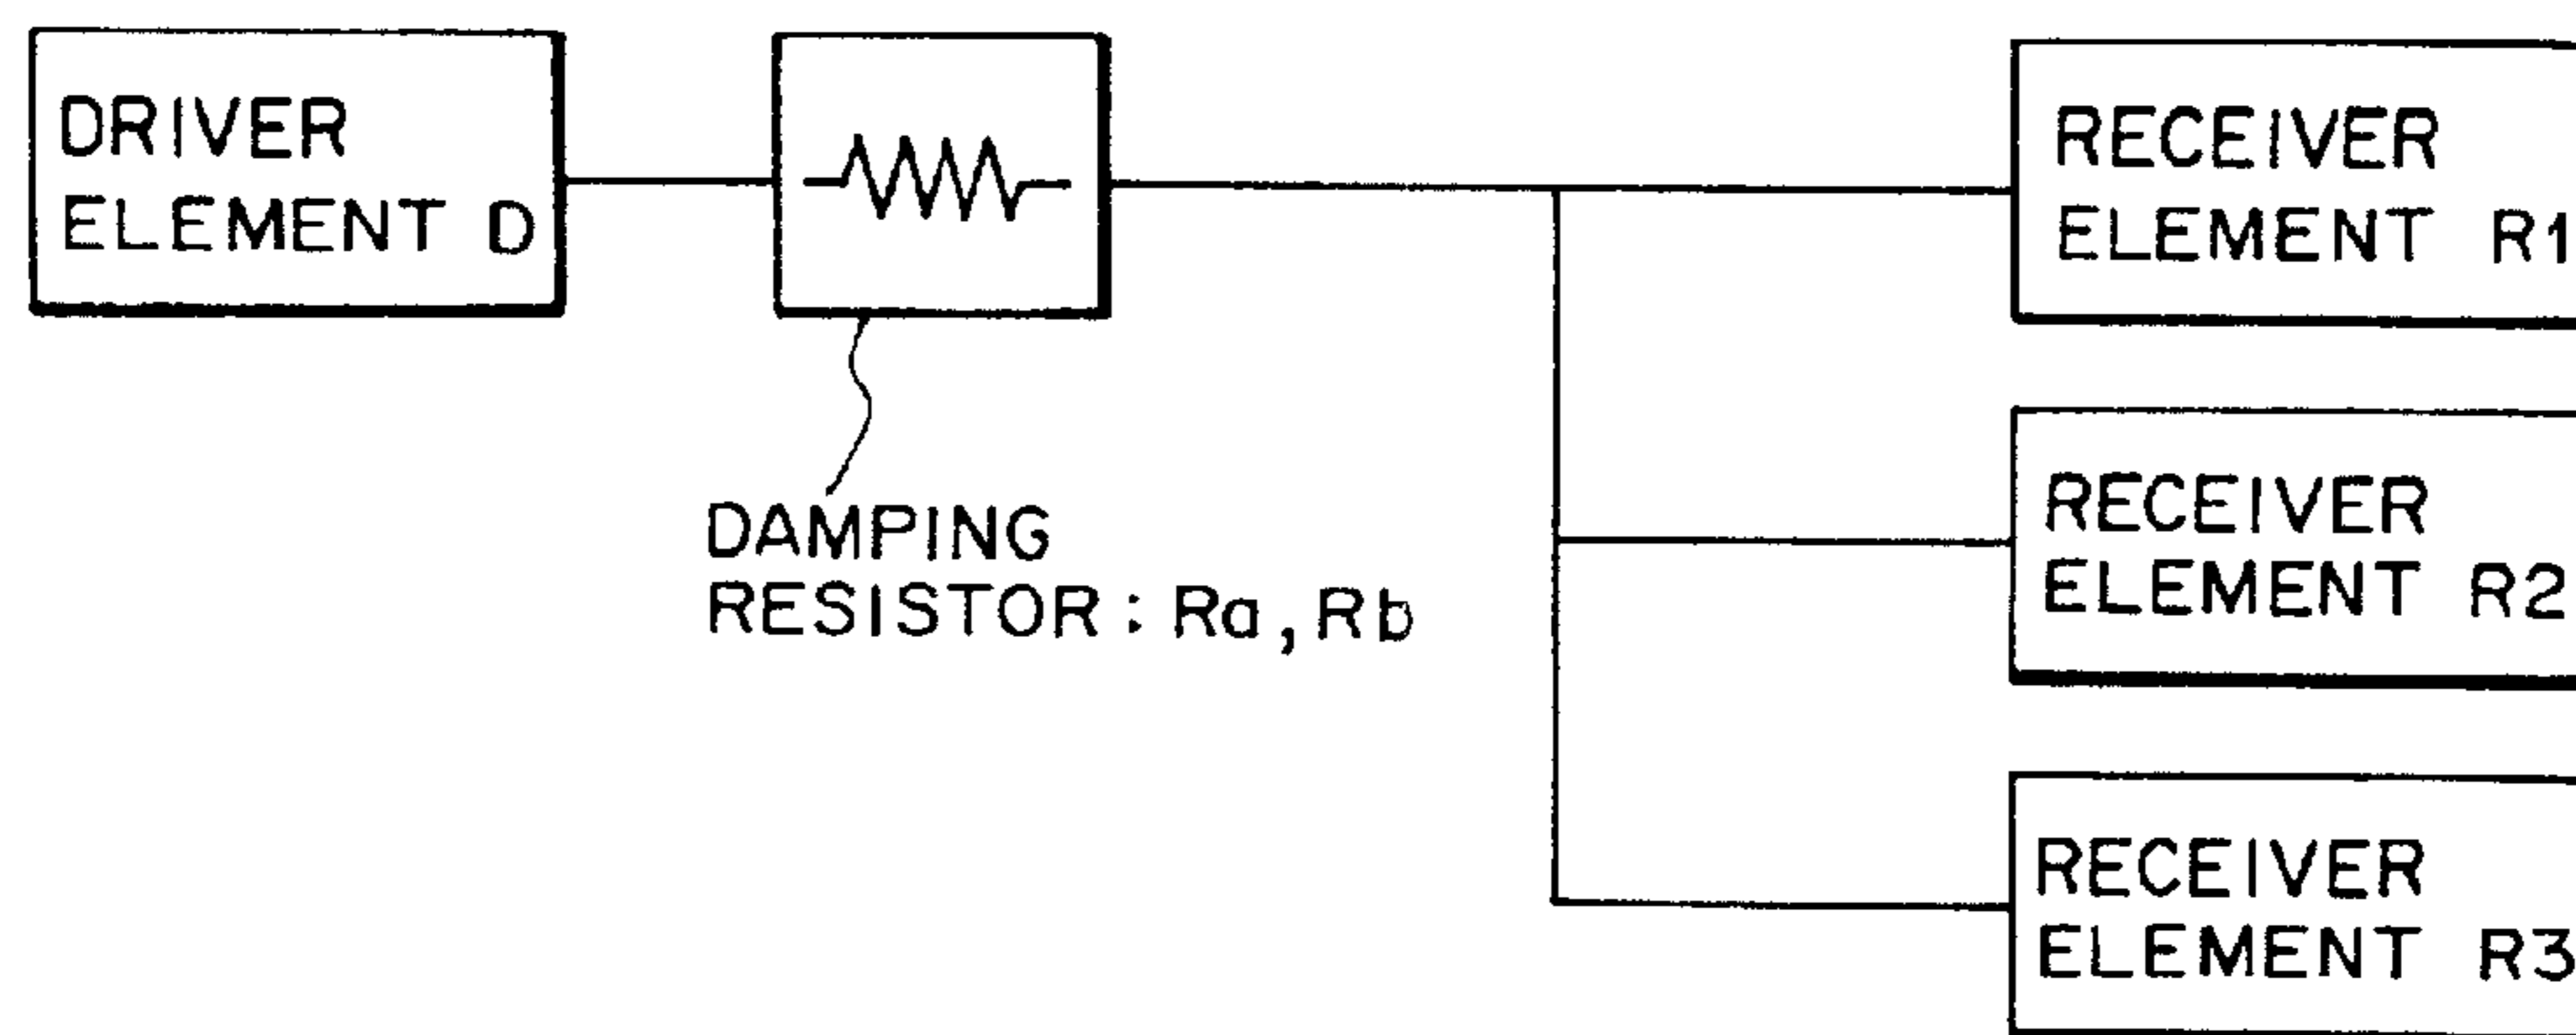 DRIVER
ELEMENT D
DAMPING
RESISTOR : Ra, Rb
RECEIVER
ELEMENT R1
RECEIVER
ELEMENT R2
RECEIVER
ELEMENT R3